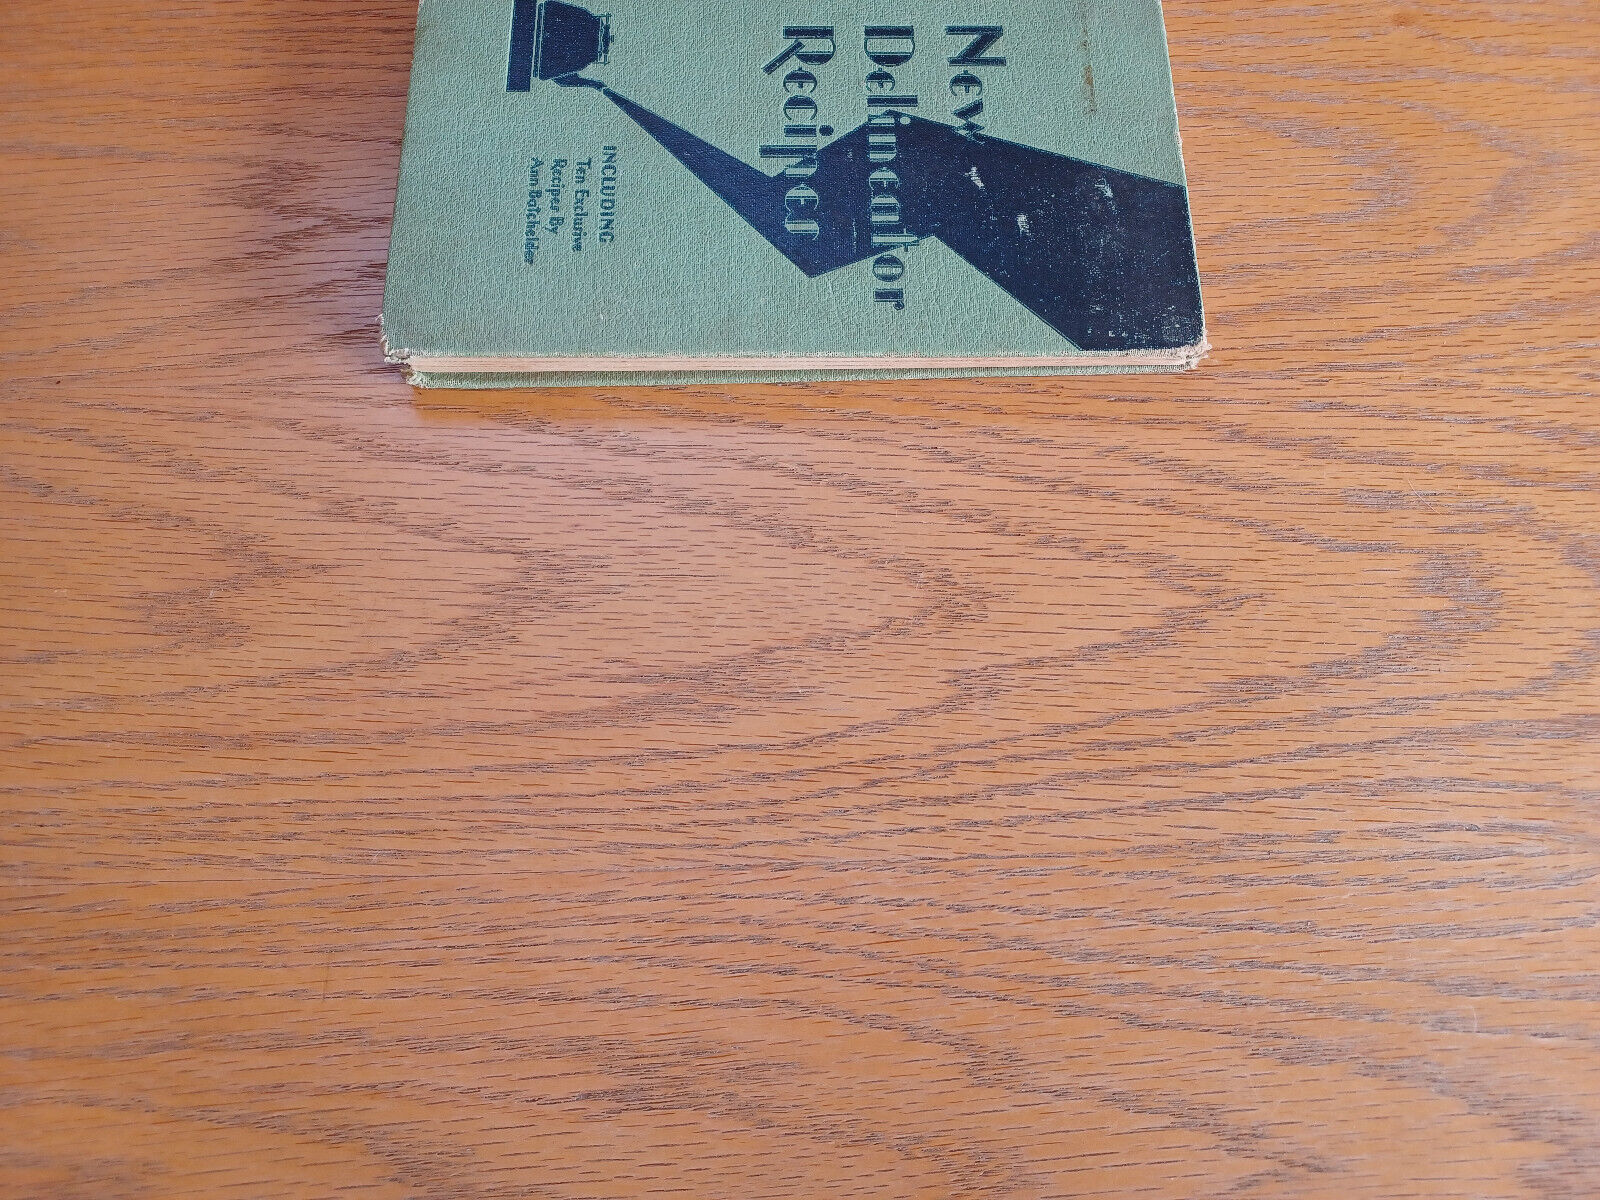 New
Delineator
Recipes
INCLUDING
Ten Exclusive
Recipes By
Ann Batchelder